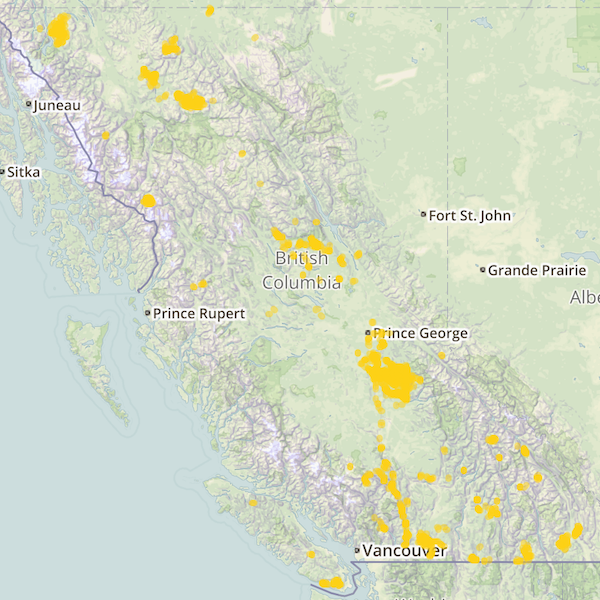 Juneau
Sitka
Fort St. John
British
Columbia
Grande Prairie
Albe
Prince Rupert
Prince George
Vancouver